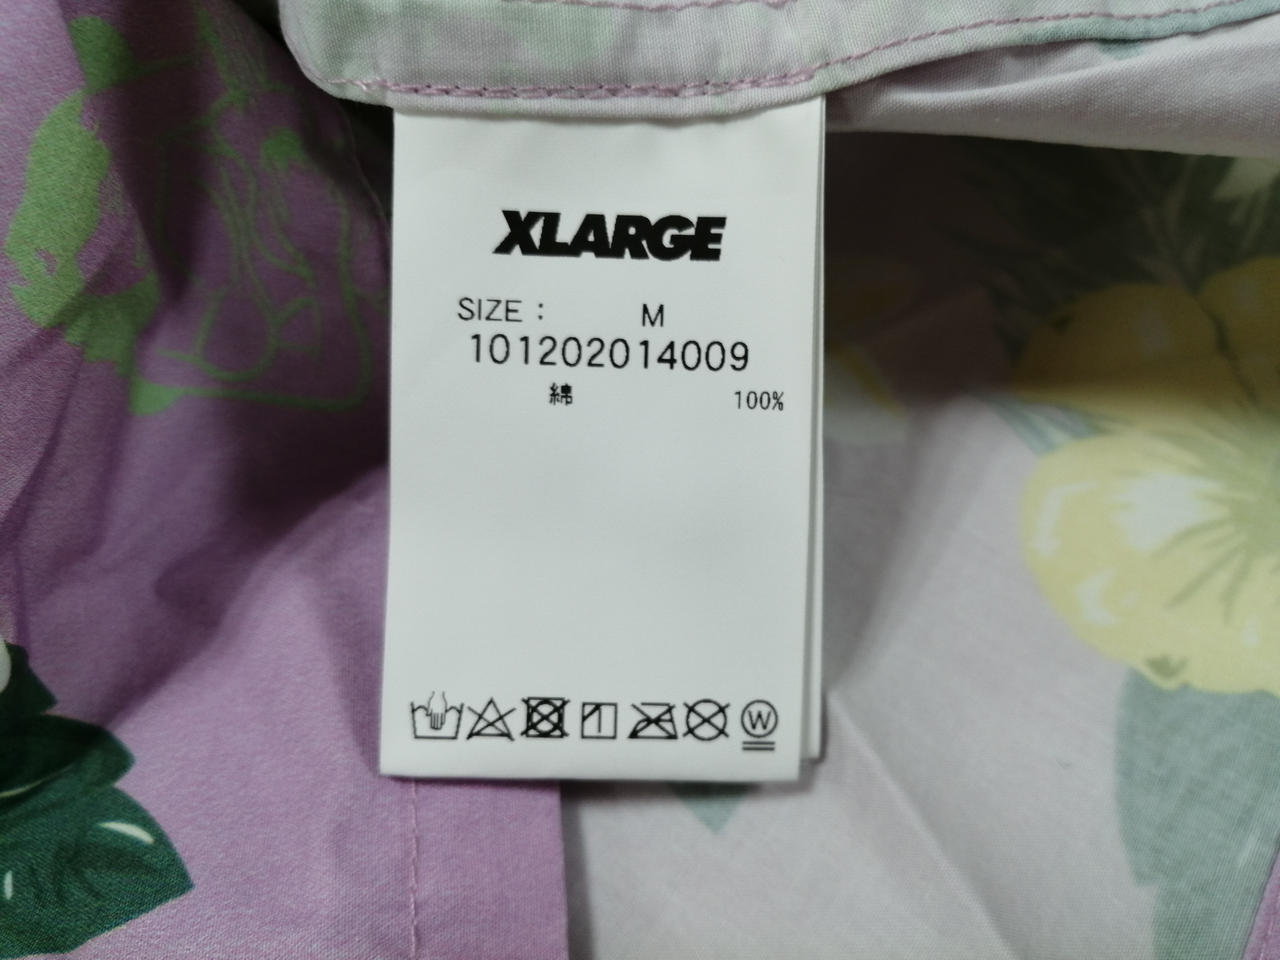 XLARGE
SIZE : M
101202014009
綿 100%
W